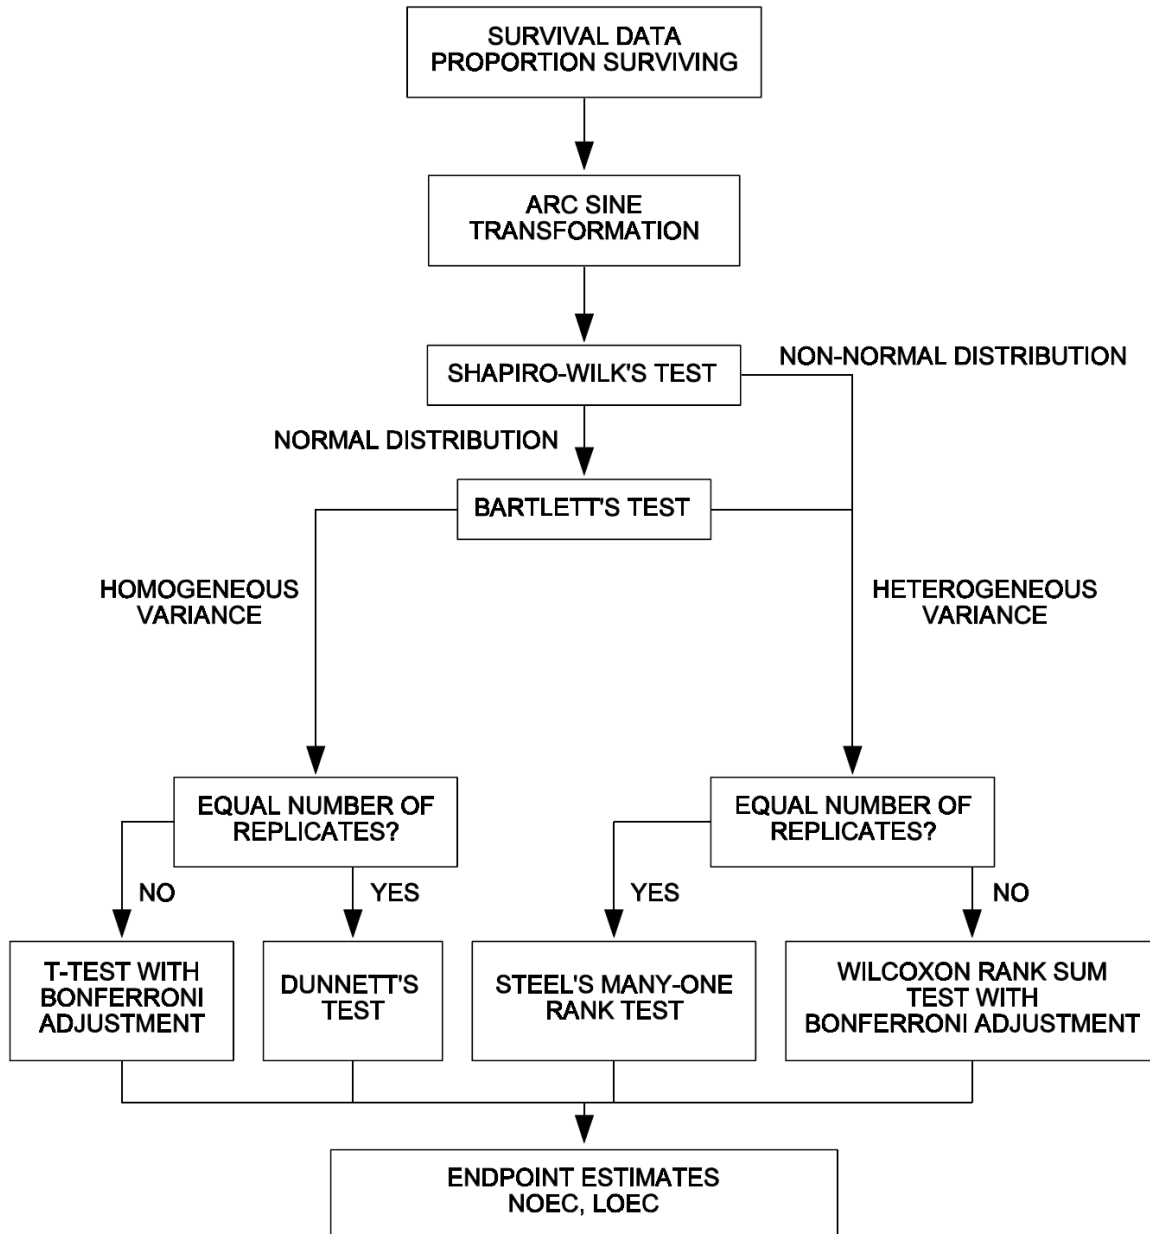 SURVIVAL DATA
PROPORTION SURVIVING
ARC SINE
TRANSFORMATION
SHAPIRO-WILK'S TEST
NON-NORMAL DISTRIBUTION
NORMAL DISTRIBUTION
BARTLETT'S TEST
HOMOGENEOUS
VARIANCE
HETEROGENEOUS
VARIANCE
EQUAL NUMBER OF
REPLICATES?
EQUAL NUMBER OF
REPLICATES?
NO
YES
YES
NO
T-TEST WITH
BONFERRONI
ADJUSTMENT
DUNNETT'S
TEST
STEEL'S MANY-ONE
RANK TEST
WILCOXON RANK SUM
TEST WITH
BONFERRONI ADJUSTMENT
ENDPOINT ESTIMATES
NOEC, LOEC